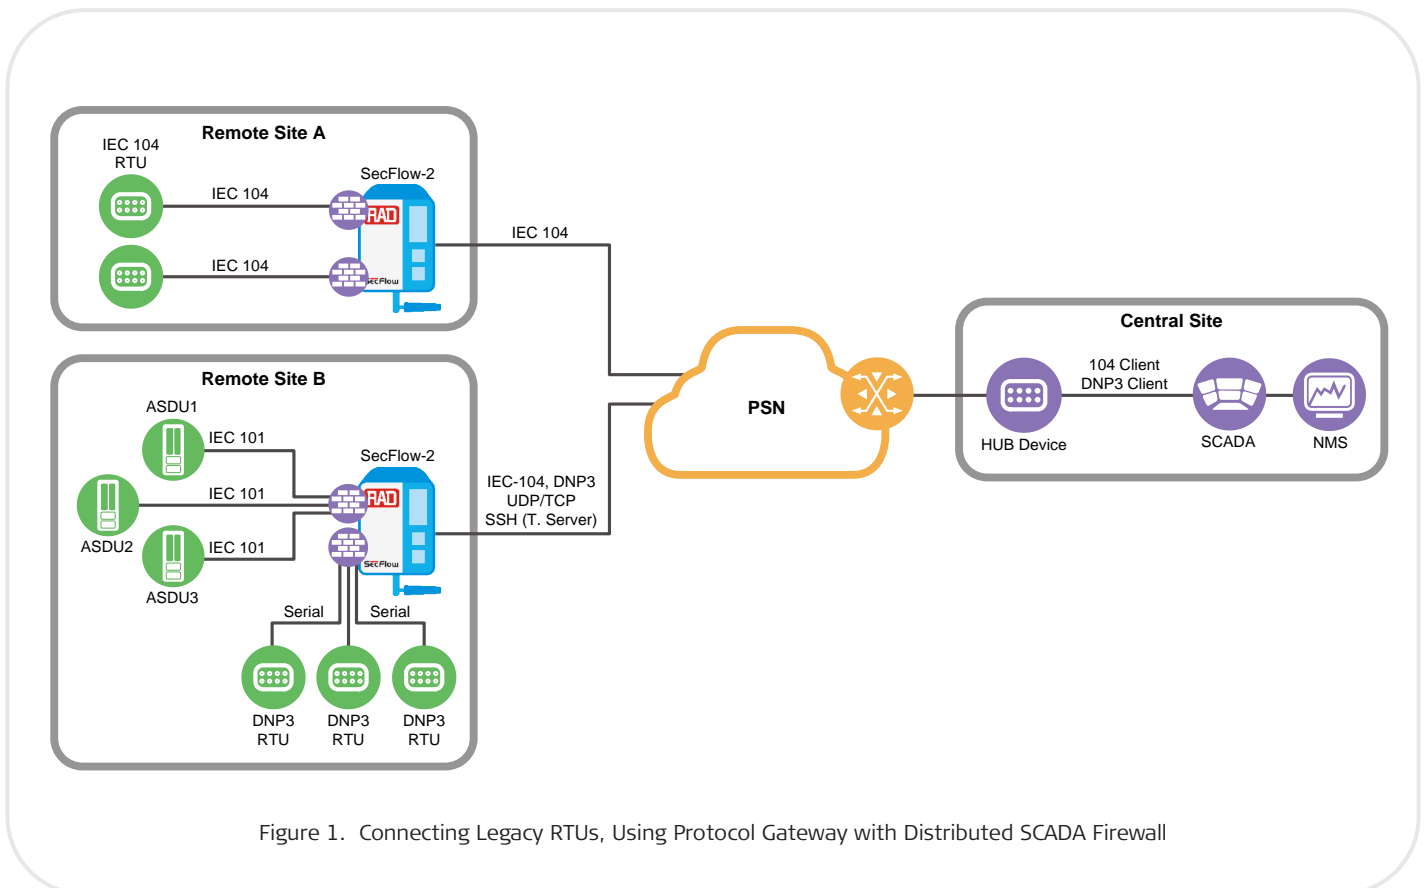 Remote Site A
IEC 104
RTU
IEC 104
SecFlow-2
RAD
IEC 104
SecFlow
IEC 104
Remote Site B
ASDU1
IEC 101
ASDU2
IEC 101
ASDU3
IEC 101
SecFlow-2
RAD
SecFlow
Serial
Serial
DNP3
RTU
DNP3
RTU
DNP3
RTU
IEC-104, DNP3
UDP/TCP
SSH (T. Server)
PSN
Central Site
HUB Device
104 Client
DNP3 Client
SCADA
NMS
Figure 1. Connecting Legacy RTUs, Using Protocol Gateway with Distributed SCADA Firewall